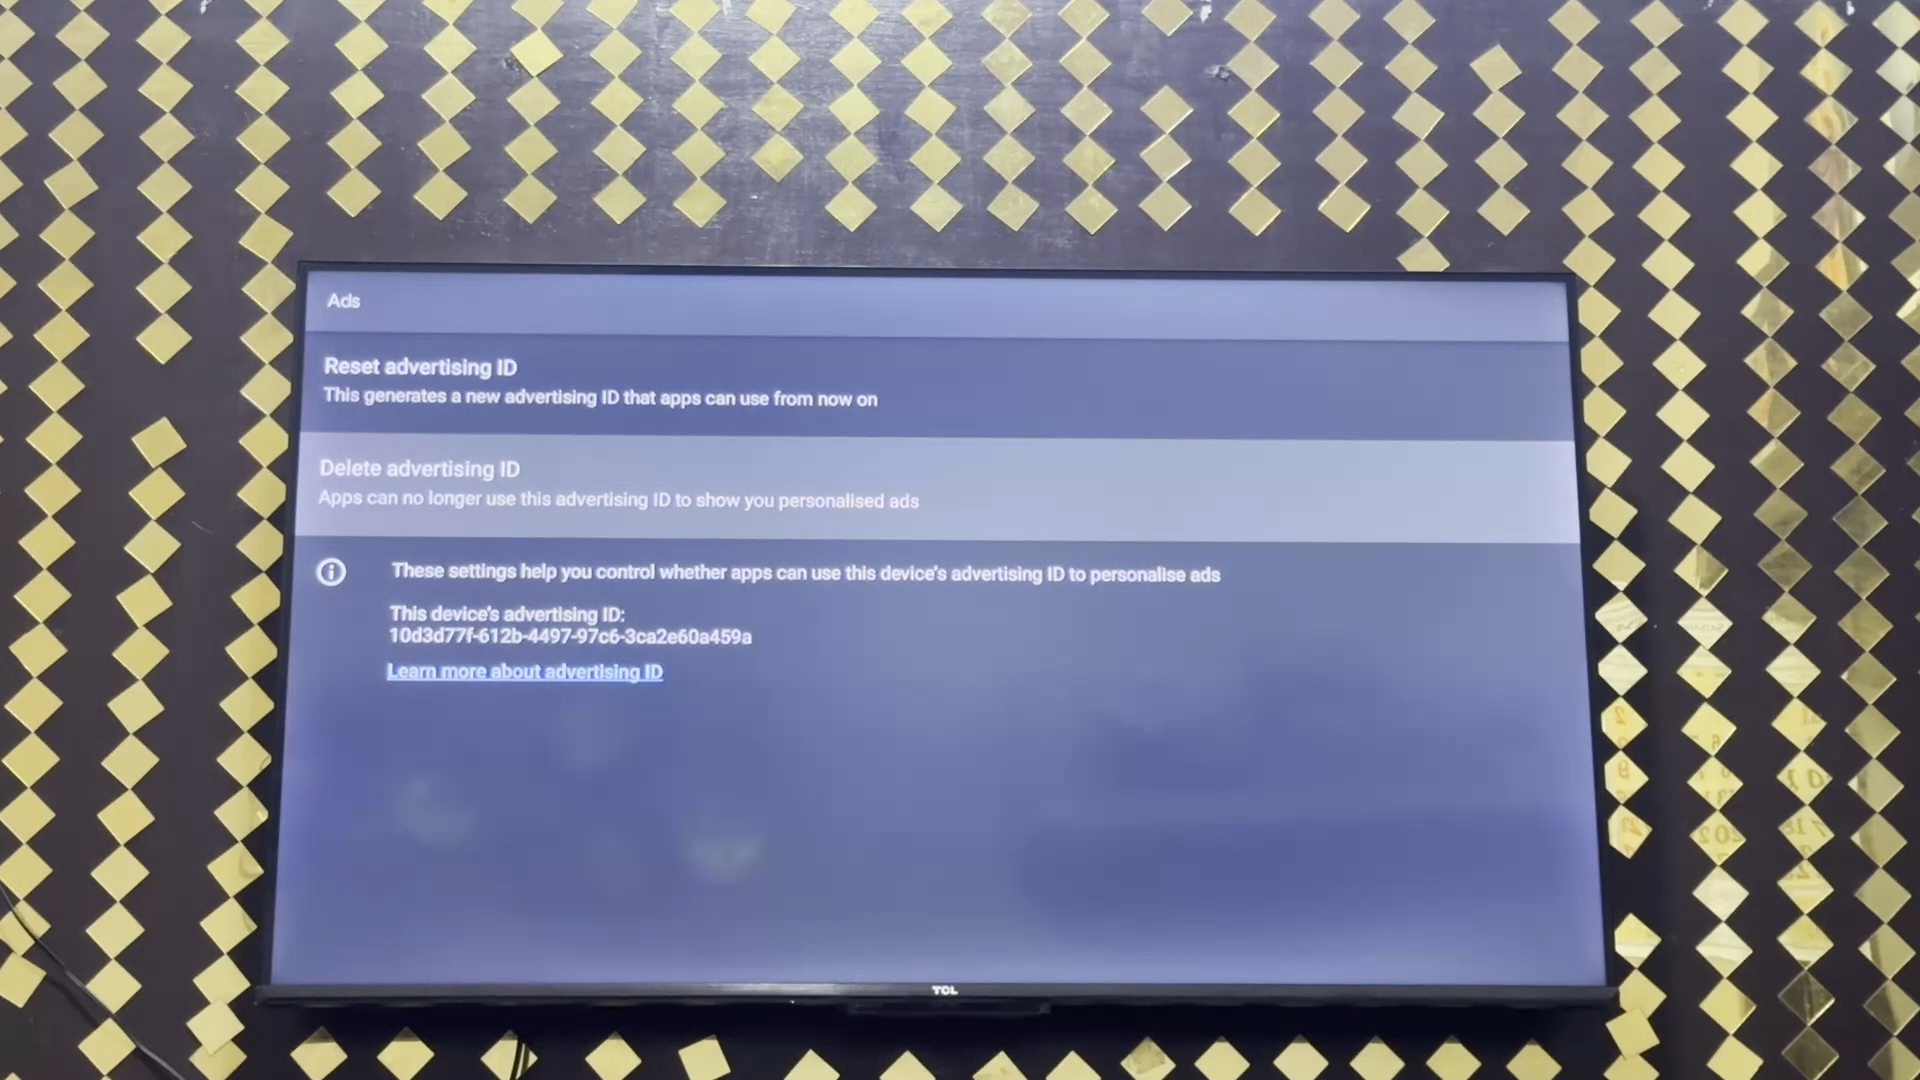 Ads
Reset advertising ID
This generates a new advertising ID that apps can use from now on
Delete advertising ID
Apps can no longer use this advertising ID to show you personalised ads
These settings help you control whether apps can use this device's advertising ID to personalise ads
This device's advertising ID:
10d3d77f-612b-4497-97c6-3ca2e60a459a
Learn more about advertising ID
TCL